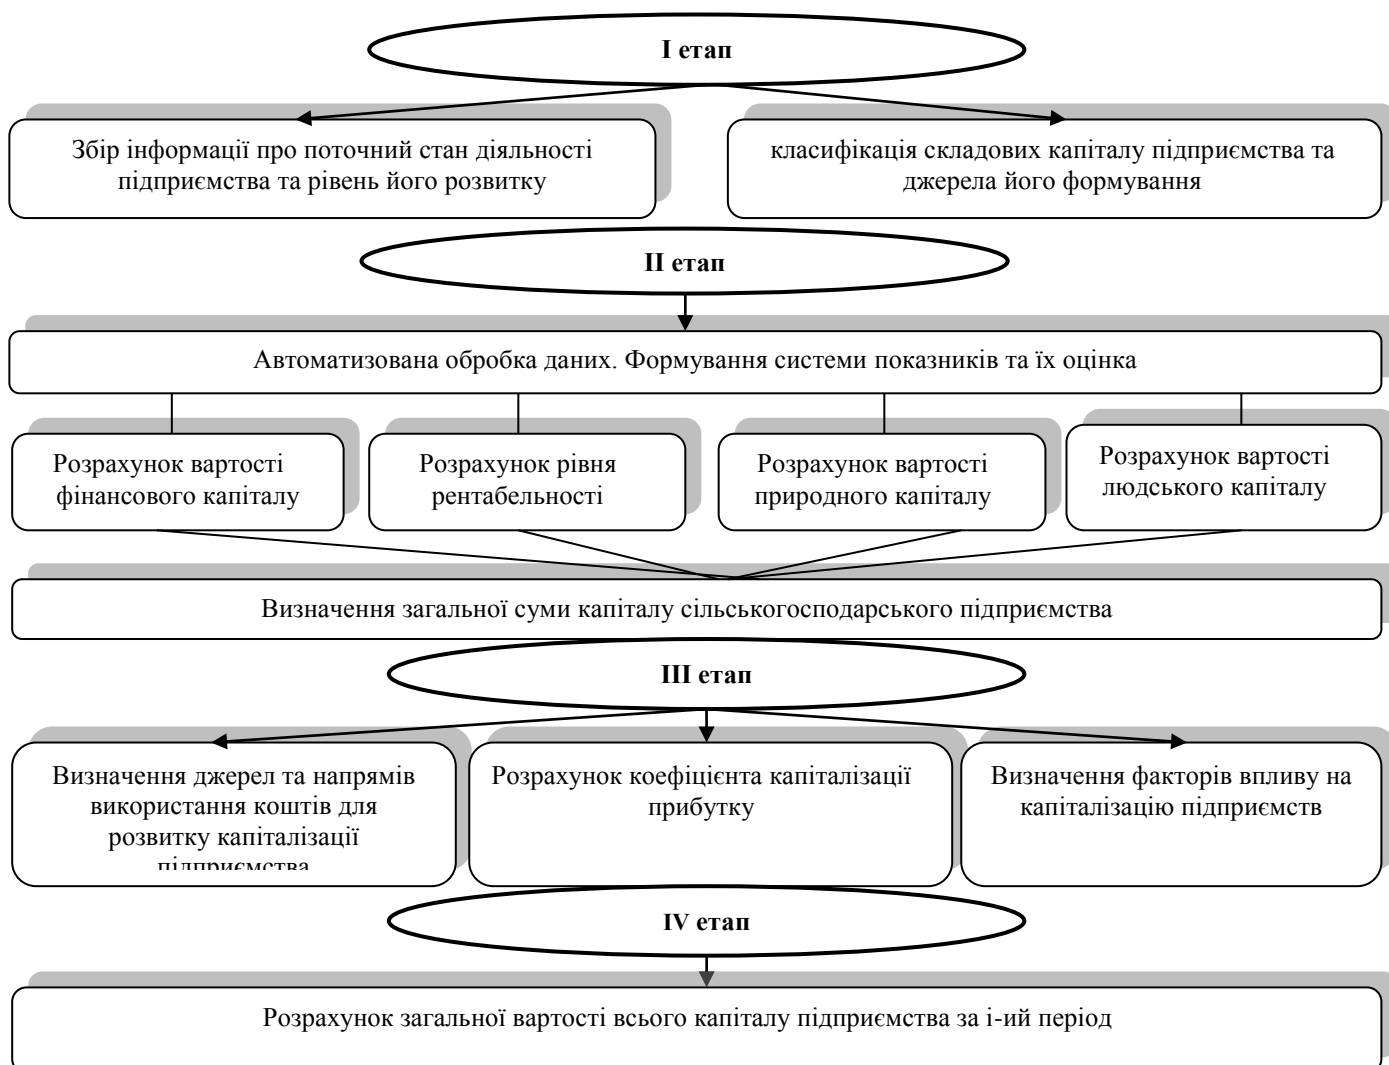 І етап
Збір інформації про поточний стан діяльності
підприємства та рівень його розвитку
класифікація складових капіталу підприємства та
джерела його формування
ІІ етап
Автоматизована обробка даних. Формування системи показників та їх оцінка
Розрахунок вартості
фінансового капіталу
Розрахунок рівня
рентабельності
Розрахунок вартості
природного капіталу
Розрахунок вартості
людського капіталу
Визначення загальної суми капіталу сільськогосподарського підприємства
ІІІ етап
Визначення джерел та напрямів
використання коштів для
розвитку капіталізації
підприємства
Розрахунок коефіцієнта капіталізації
прибутку
Визначення факторів впливу на
капіталізацію підприємств
IV етап
Розрахунок загальної вартості всього капіталу підприємства за і-ий період